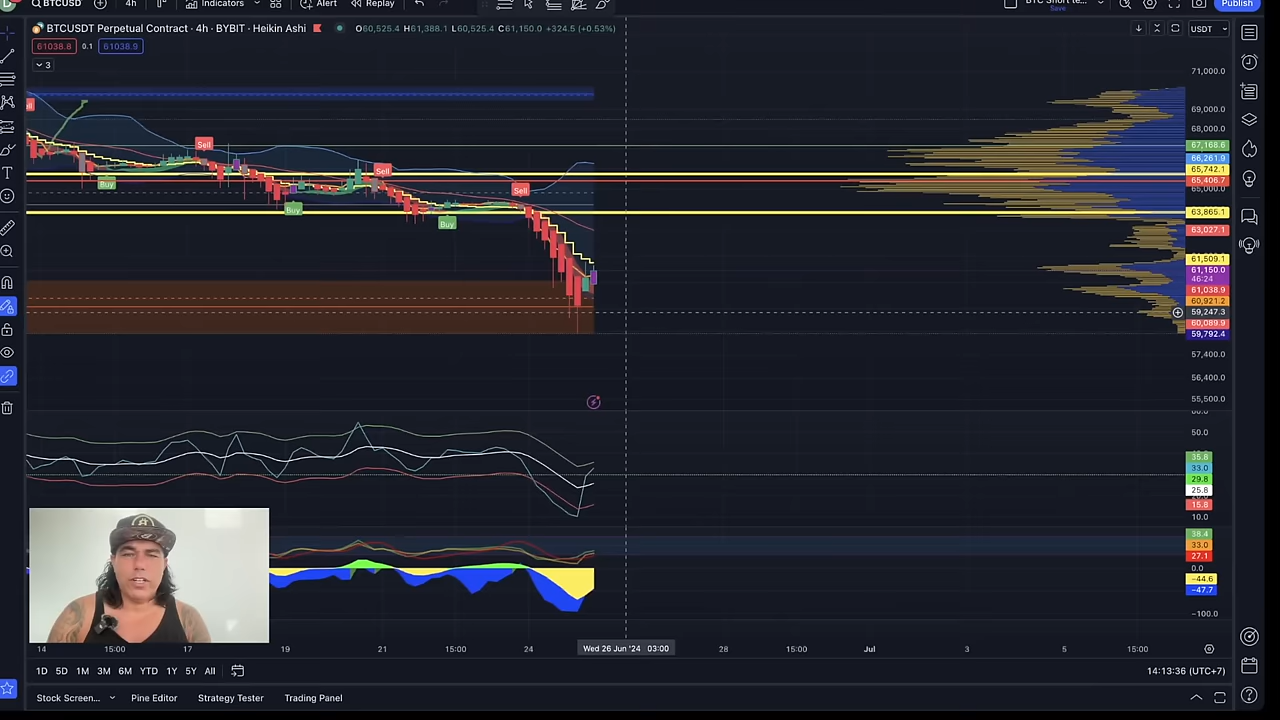 BTCUSD
4h
Indicators
Alert
Replay
BTC Short te...
Save
Publish
BTCUSDT Perpetual Contract · 4h · BYBIT · Heikin Ashi
O60,525.4 H61,388.1 L60,525.4 C61,150.0 +324.5 (+0.53%)
USDT
61038.8 0.1 61038.9
3
71,000.0
69,000.0
68,000.0
67,168.6
66,261.9
65,742.1
65,406.7
65,000.0
63,865.1
63,027.1
61,509.1
61,150.0
46:24
61,038.9
60,921.2
59,247.3
60,089.9
59,792.4
57,400.0
56,400.0
55,500.0
Sell
Sell
Sell
Buy
Buy
Buy
50.0
35.8
33.0
29.8
25.8
15.8
10.0
38.4
33.0
27.1
0.0
−44.6
−47.7
−100.0
14 15:00 17 19 21 15:00 24 Wed 26 Jun '24 03:00 28 15:00 Jul 3 5 15:00
1D 5D 1M 3M 6M YTD 1Y 5Y All
14:13:36 (UTC+7)
Stock Screen... Pine Editor Strategy Tester Trading Panel